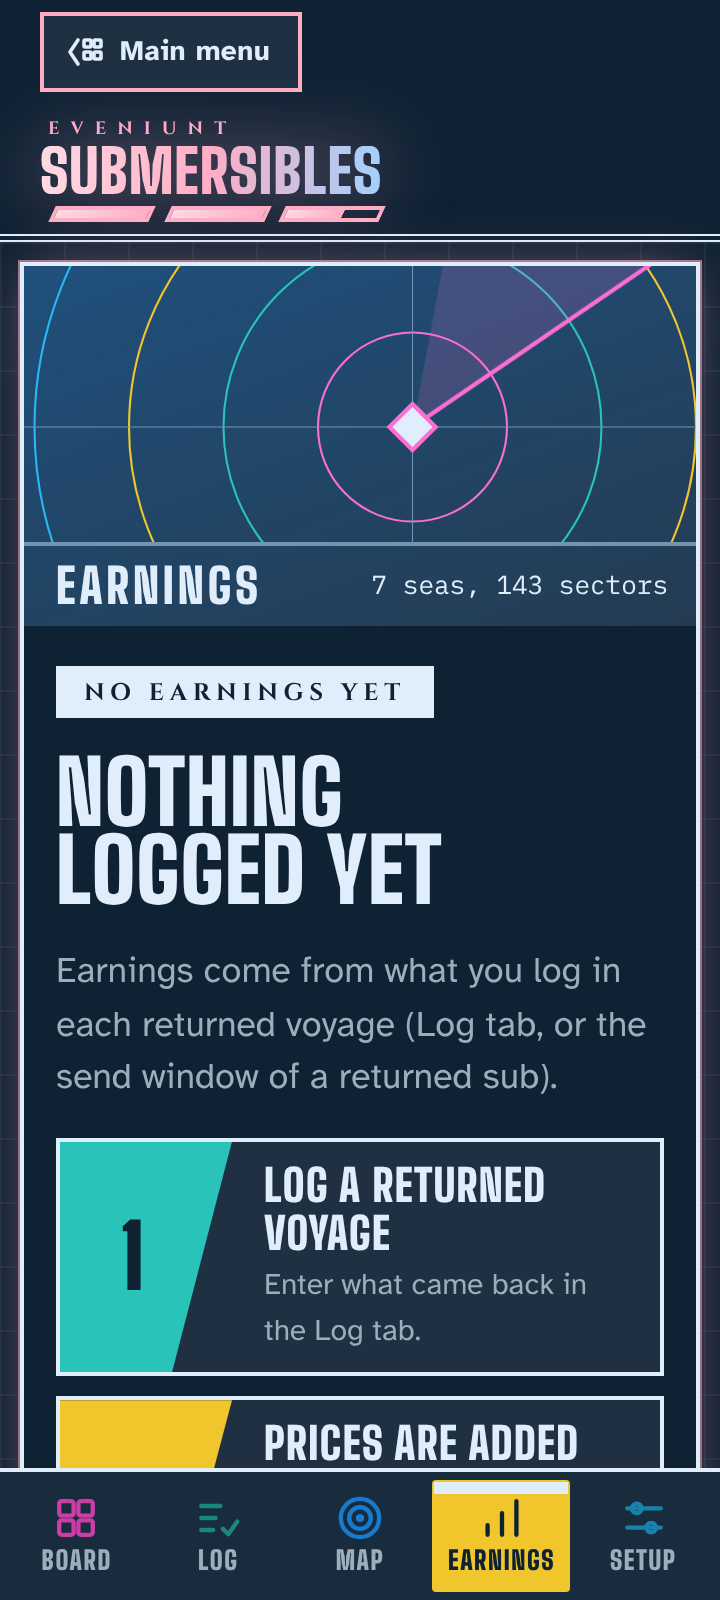 Main menu
EVENIUNT
SUBMERSIBLES
EARNINGS
7 seas, 143 sectors
NO EARNINGS YET
NOTHING
LOGGED YET
Earnings come from what you log in
each returned voyage (Log tab, or the
send window of a returned sub).
1
LOG A RETURNED
VOYAGE
Enter what came back in
the Log tab.
PRICES ARE ADDED
BOARD
LOG
MAP
EARNINGS
SETUP